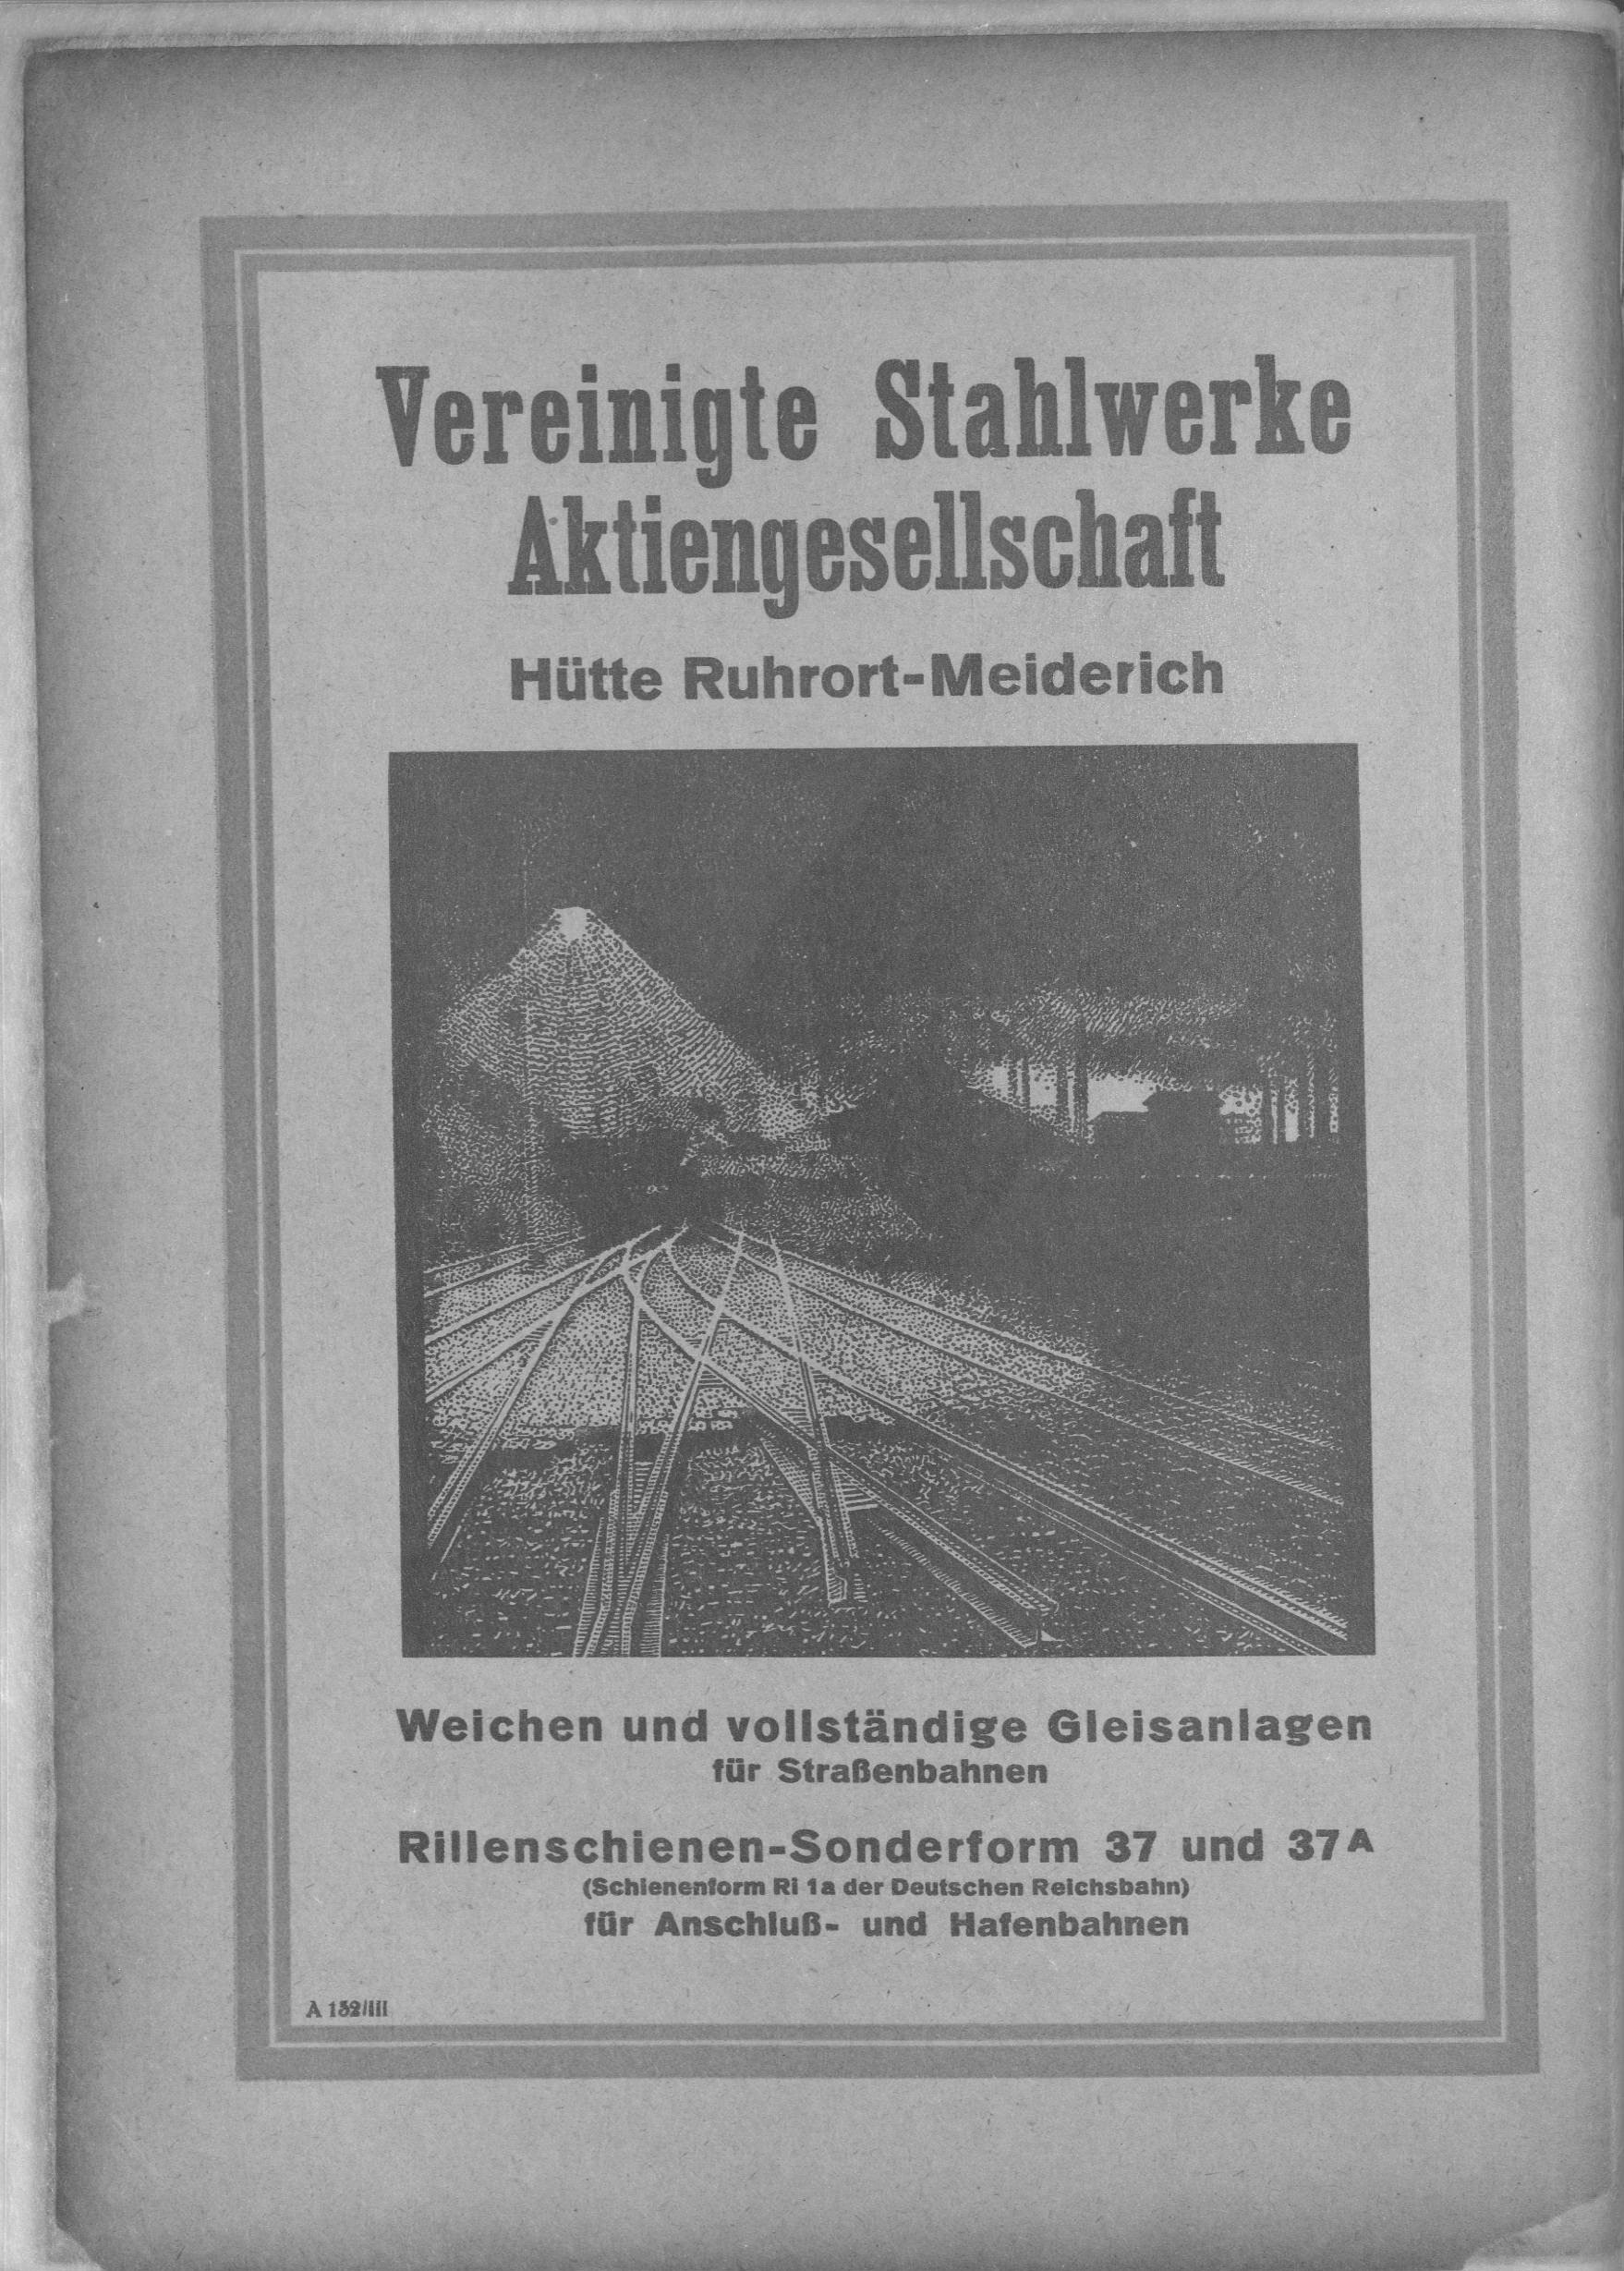 Vereinigte Stahlwerke
Aktiengesellschaft
Hütte Ruhrort-Meiderich
Weichen und vollständige Gleisanlagen
für Straßenbahnen
Rillenschienen-Sonderform 37 und 37A
(Schienenform Ri 1a der Deutschen Reichsbahn)
für Anschluß- und Hafenbahnen
A 152/III